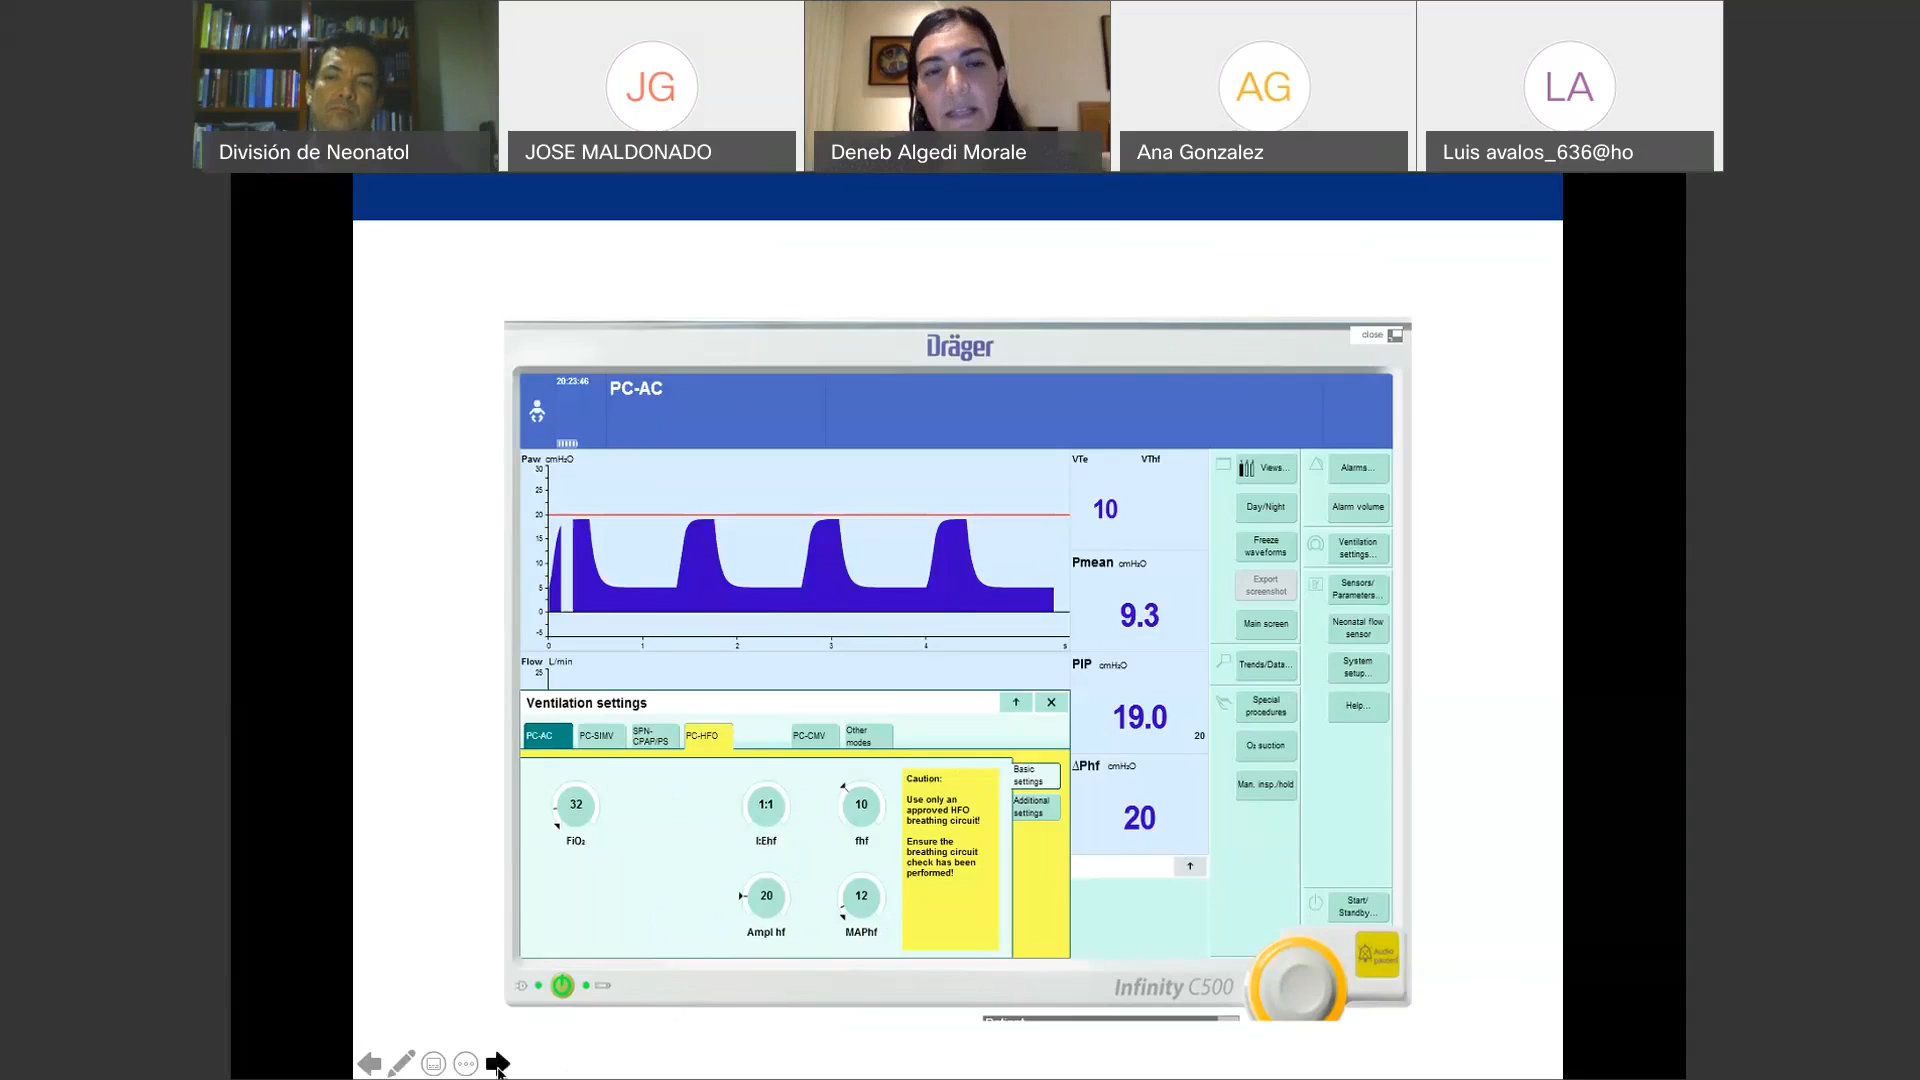 JG
AG
LA
División de Neonatol
JOSE MALDONADO
Deneb Algedi Morale
Ana Gonzalez
Luis avalos_636@ho
close
Dräger
20:23:46
PC-AC
Paw cmH₂O
30
25
20
15
10
5
0
-5
0 1 2 3 4 s
Flow L/min
25
VTe VThf
10
Pmean cmH₂O
9.3
PIP cmH₂O
19.0
20
ΔPhf cmH₂O
20
Views...
Day/Night
Freeze
waveforms
Export
screenshot
Main screen
Trends/Data...
Special
procedures
O₂ suction
Man. insp./hold
Alarms...
Alarm volume
Ventilation
settings...
Sensors/
Parameters...
Neonatal flow
sensor
System
setup...
Help...
Start/
Standby...
Ventilation settings
PC-AC
PC-SIMV
SPN-
CPAP/PS
PC-HFO
PC-CMV
Other
modes
Basic
settings
Additional
settings
32
FiO₂
1:1
I:Ehf
10
fhf
20
Ampl hf
12
MAPhf
Caution:
Use only an
approved HFO
breathing circuit!
Ensure the
breathing circuit
check has been
performed!
Audio
paused
Infinity C500